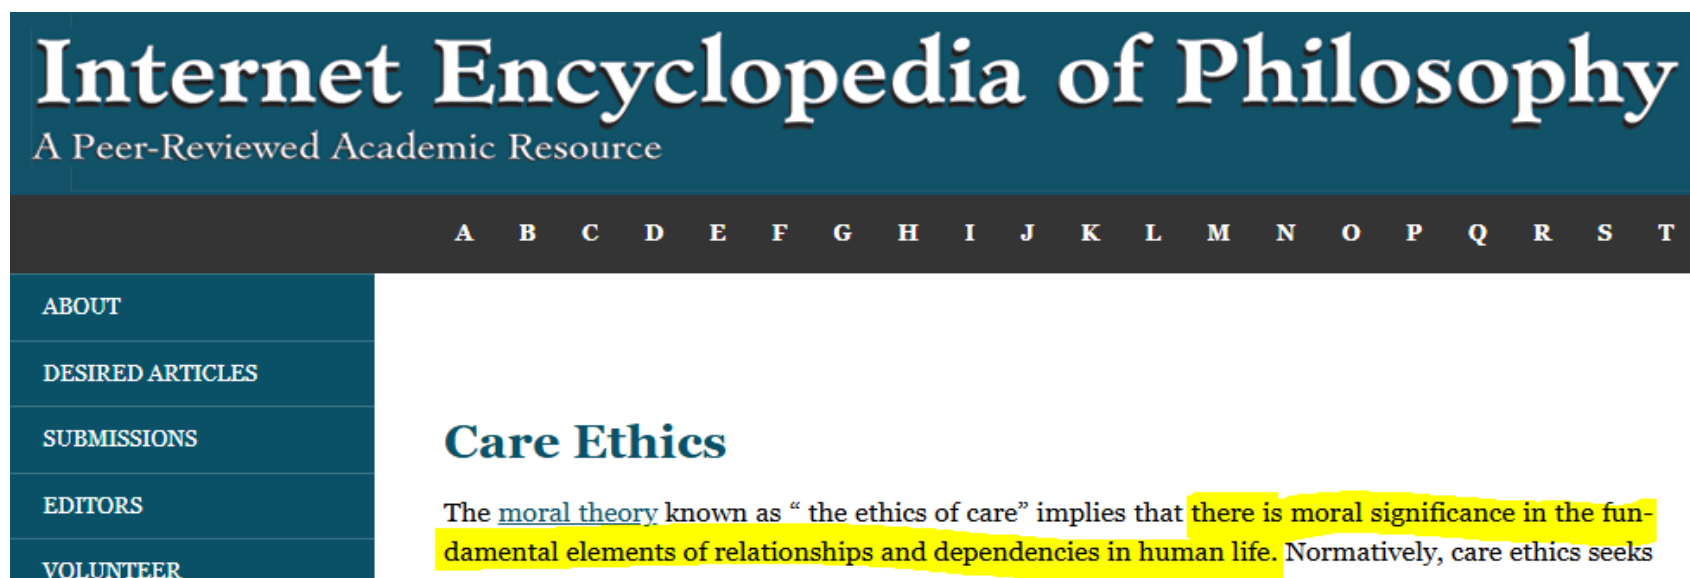 Internet Encyclopedia of Philosophy
A Peer-Reviewed Academic Resource
A B C D E F G H I J K L M N O P Q R S T
ABOUT
DESIRED ARTICLES
SUBMISSIONS
EDITORS
VOLUNTEER
Care Ethics
The moral theory known as “ the ethics of care” implies that there is moral significance in the fun-
damental elements of relationships and dependencies in human life. Normatively, care ethics seeks